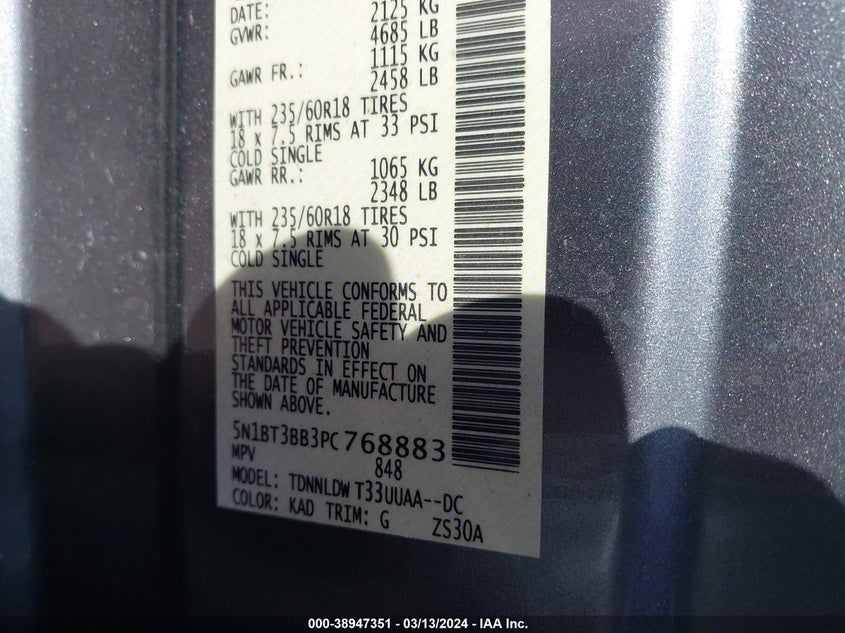 DATE: 2125 KG
GVWR: 4685 LB
1115 KG
GAWR FR.: 2458 LB
WITH 235/60R18 TIRES
18 x 7.5 RIMS AT 33 PSI
COLD SINGLE
GAWR RR.: 1065 KG
2348 LB
WITH 235/60R18 TIRES
18 x 7.5 RIMS AT 30 PSI
COLD SINGLE
THIS VEHICLE CONFORMS TO
ALL APPLICABLE FEDERAL
MOTOR VEHICLE SAFETY AND
THEFT PREVENTION
STANDARDS IN EFFECT ON
THE DATE OF MANUFACTURE
SHOWN ABOVE.
5N1BT3BB3PC768883
MPV 848
MODEL: TDNNLDW T33UUAA--DC
COLOR: KAD TRIM: G ZS30A
000-38947351 - 03/13/2024 - IAA Inc.